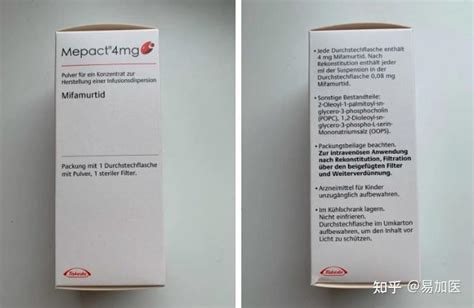 Mepact® 4mg
Pulver für ein Konzentrat zur
Herstellung einer Infusionsdispersion
Mifamurtid
Packung mit 1 Durchstechflasche
mit Pulver, 1 steriler Filter.
Takeda
• Jede Durchstechflasche enthält
4 mg Mifamurtid. Nach
Rekonstitution enthält jeder
ml der Suspension in der
Durchstechflasche 0,08 mg
Mifamurtid.
• Sonstige Bestandteile:
2-Oleoyl-1-palmitoyl-sn-
glycero-3-phosphocholin
(POPC), 1,2-Dioleoyl-sn-
glycero-3-phospho-L-serin-
Mononatriumsalz (OOPS).
• Packungsbeilage beachten.
Zur intravenösen Anwendung
nach Rekonstitution, Filtration
über den beigefügten Filter
und Weiterverdünnung.
• Arzneimittel für Kinder
unzugänglich aufbewahren.
• Im Kühlschrank lagern.
Nicht einfrieren.
Durchstechflasche im Umkarton
aufbewahren, um den Inhalt vor
Licht zu schützen.
Takeda
知乎 @易加医